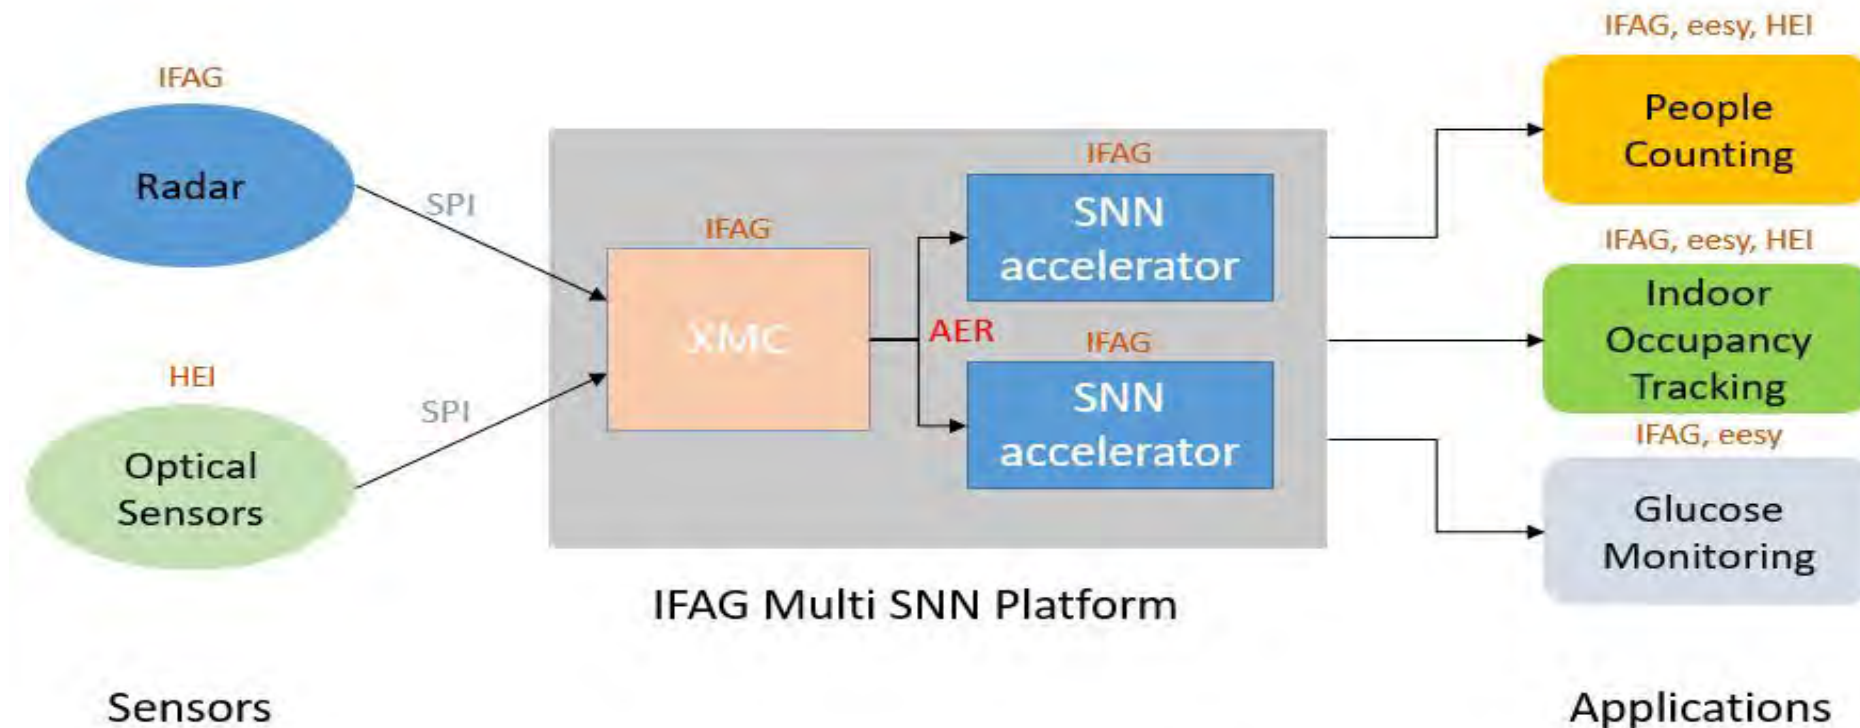 IFAG
Radar
SPI
HEI
Optical
Sensors
SPI
Sensors
IFAG
XMC
AER
IFAG
SNN
accelerator
IFAG
SNN
accelerator
IFAG Multi SNN Platform
IFAG, eesy, HEI
People
Counting
IFAG, eesy, HEI
Indoor
Occupancy
Tracking
IFAG, eesy
Glucose
Monitoring
Applications